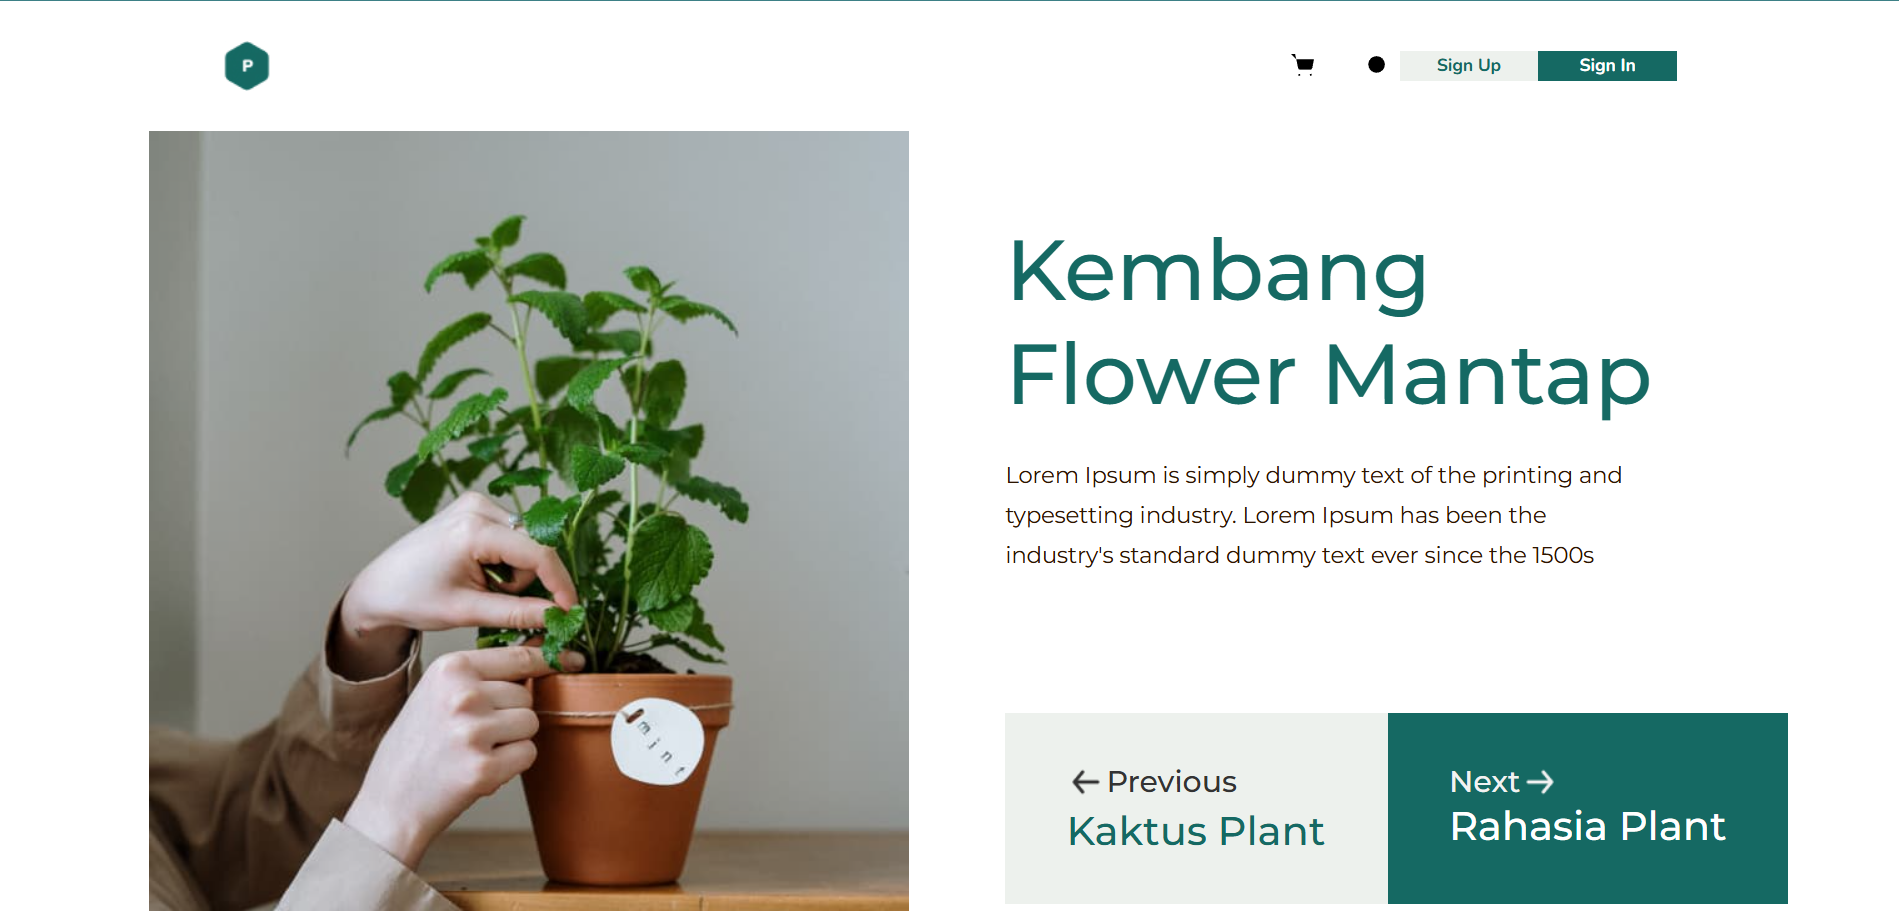 P
Sign Up
Sign In
Kembang
Flower Mantap
Lorem Ipsum is simply dummy text of the printing and
typesetting industry. Lorem Ipsum has been the
industry's standard dummy text ever since the 1500s
mint
Previous
Kaktus Plant
Next
Rahasia Plant